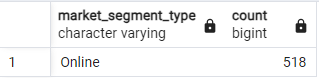 market_segment_type count
character varying bigint
1 Online 518